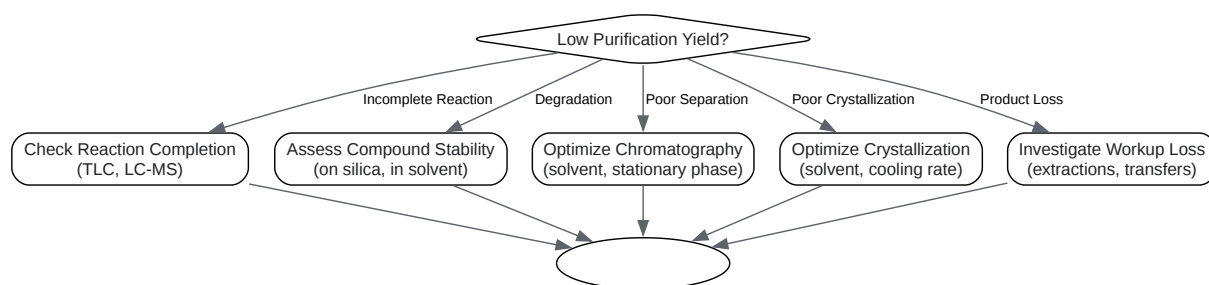 Low Purification Yield?
Incomplete Reaction
Degradation
Poor Separation
Poor Crystallization
Product Loss
Check Reaction Completion
(TLC, LC-MS)
Assess Compound Stability
(on silica, in solvent)
Optimize Chromatography
(solvent, stationary phase)
Optimize Crystallization
(solvent, cooling rate)
Investigate Workup Loss
(extractions, transfers)